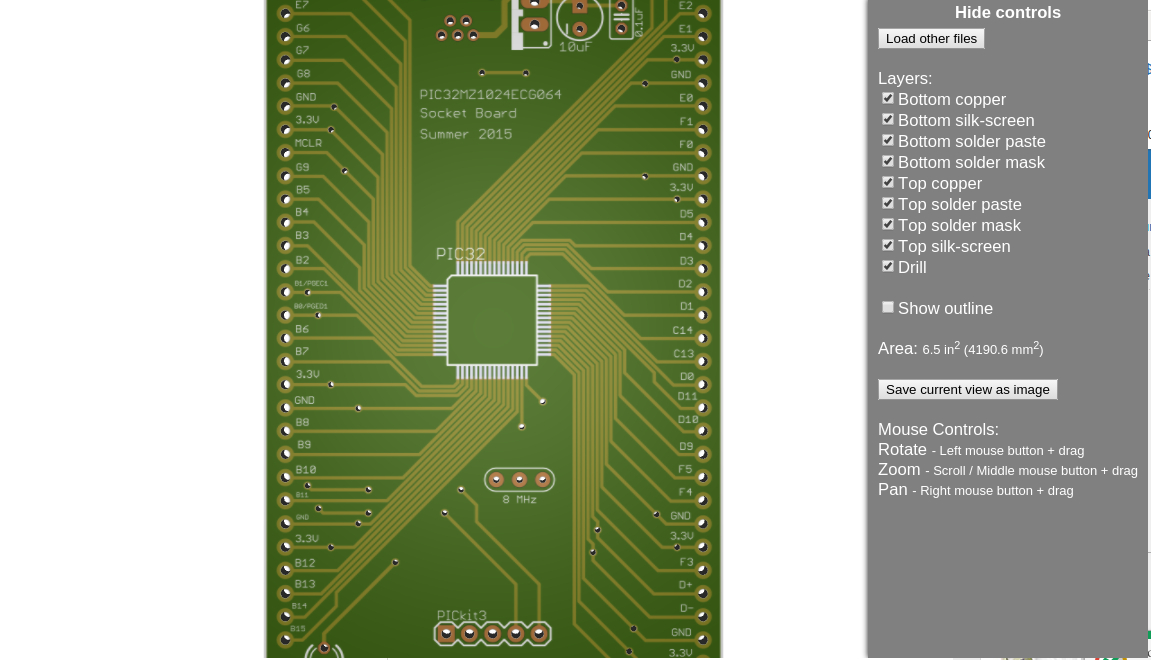 E7
G6
G7
G8
GND
3.3V
MCLR
G9
B5
B4
B3
B2
B1/PGEC1
B0/PGED1
B6
B7
3.3V
GND
B8
B9
B10
B11
GND
3.3V
B12
B13
B14
B15
10uF
0.1uF
PIC32MZ1024ECG064
Socket Board
Summer 2015
PIC32
8 MHz
PICkit3
E2
E1
3.3V
GND
E0
F1
F0
GND
3.3V
D5
D4
D3
D2
D1
C14
C13
D0
D11
D10
D9
F5
F4
GND
3.3V
F3
D+
D-
GND
3.3V
Hide controls
Load other files
Layers:
Bottom copper
Bottom silk-screen
Bottom solder paste
Bottom solder mask
Top copper
Top solder paste
Top solder mask
Top silk-screen
Drill
Show outline
Area: 6.5 in2 (4190.6 mm2)
Save current view as image
Mouse Controls:
Rotate - Left mouse button + drag
Zoom - Scroll / Middle mouse button + drag
Pan - Right mouse button + drag